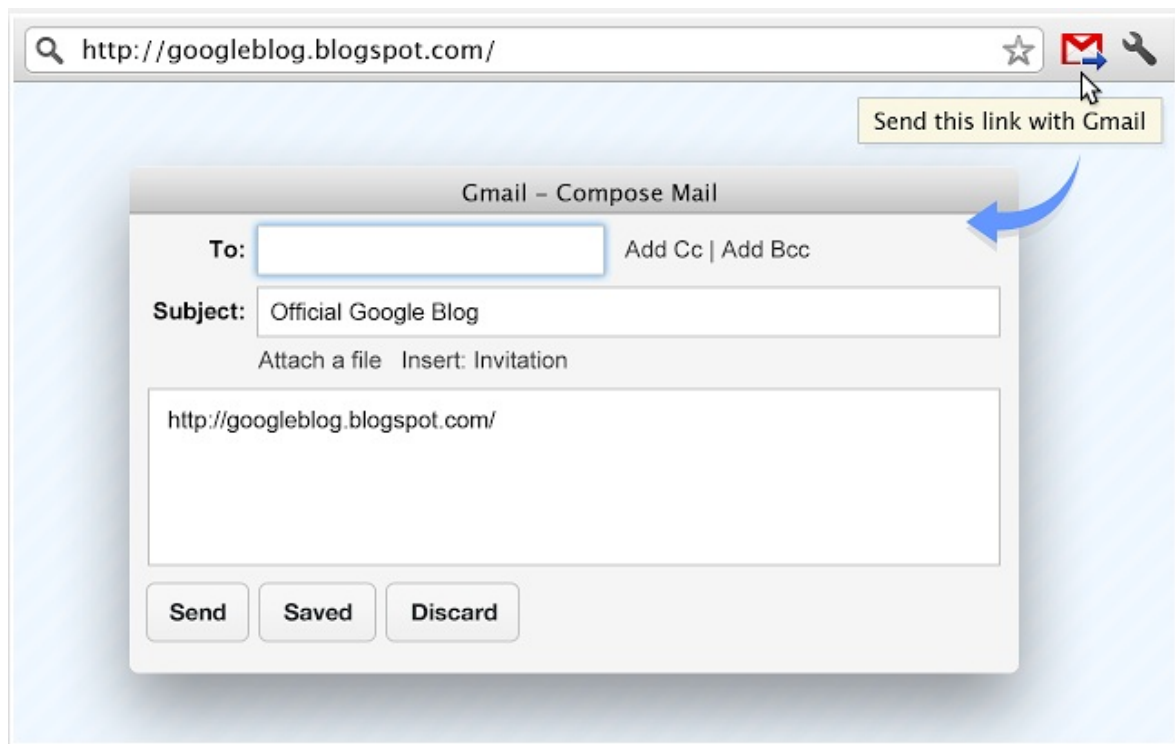 http://googleblog.blogspot.com/
Send this link with Gmail
Gmail – Compose Mail
To: Add Cc | Add Bcc
Subject: Official Google Blog
Attach a file Insert: Invitation
http://googleblog.blogspot.com/
Send Saved Discard